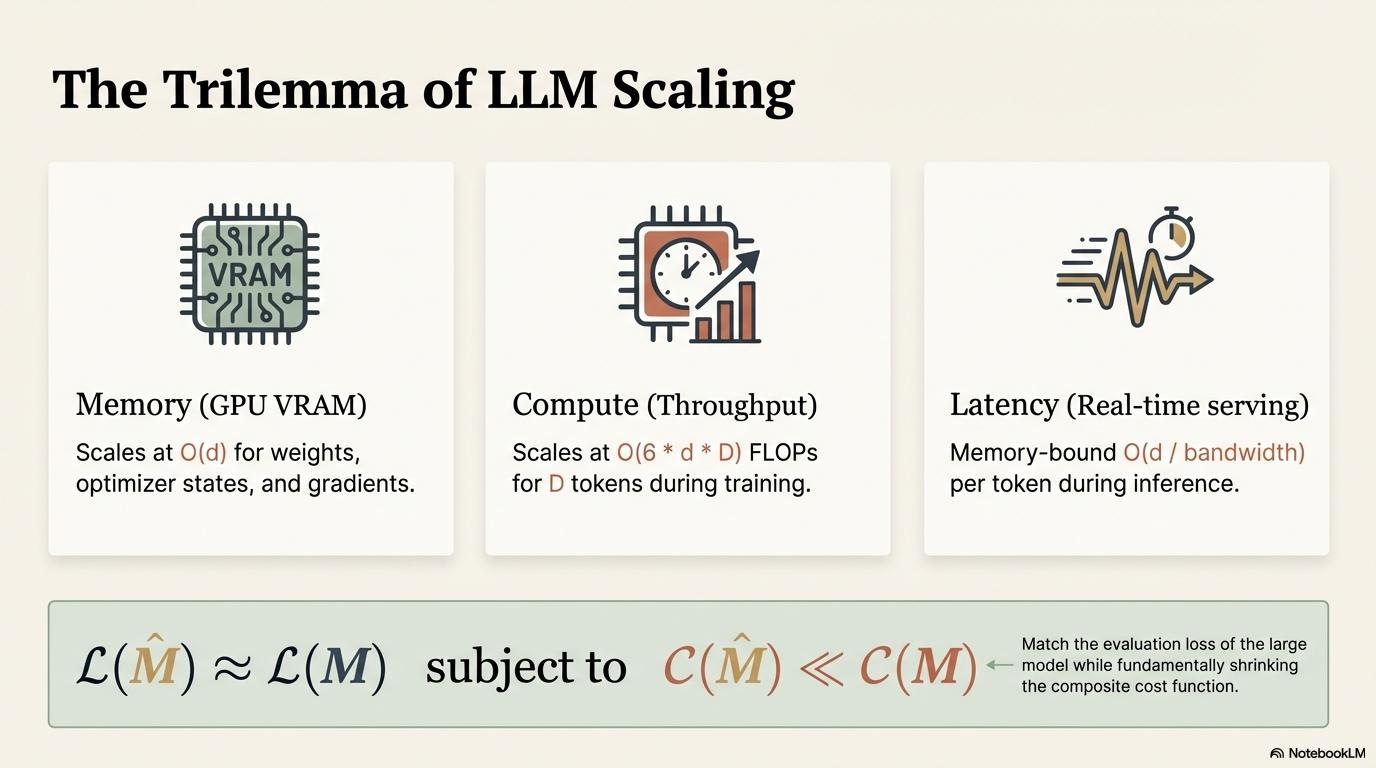 The Trilemma of LLM Scaling
VRAM
Memory (GPU VRAM)
Scales at O(d) for weights,
optimizer states, and gradients.
Compute (Throughput)
Scales at O(6 * d * D) FLOPs
for D tokens during training.
Latency (Real-time serving)
Memory-bound O(d / bandwidth)
per token during inference.
ℒ(M̂) ≈ ℒ(M) subject to 𝒞(M̂) ≪ 𝒞(M)
Match the evaluation loss of the large
model while fundamentally shrinking
the composite cost function.
NotebookLM